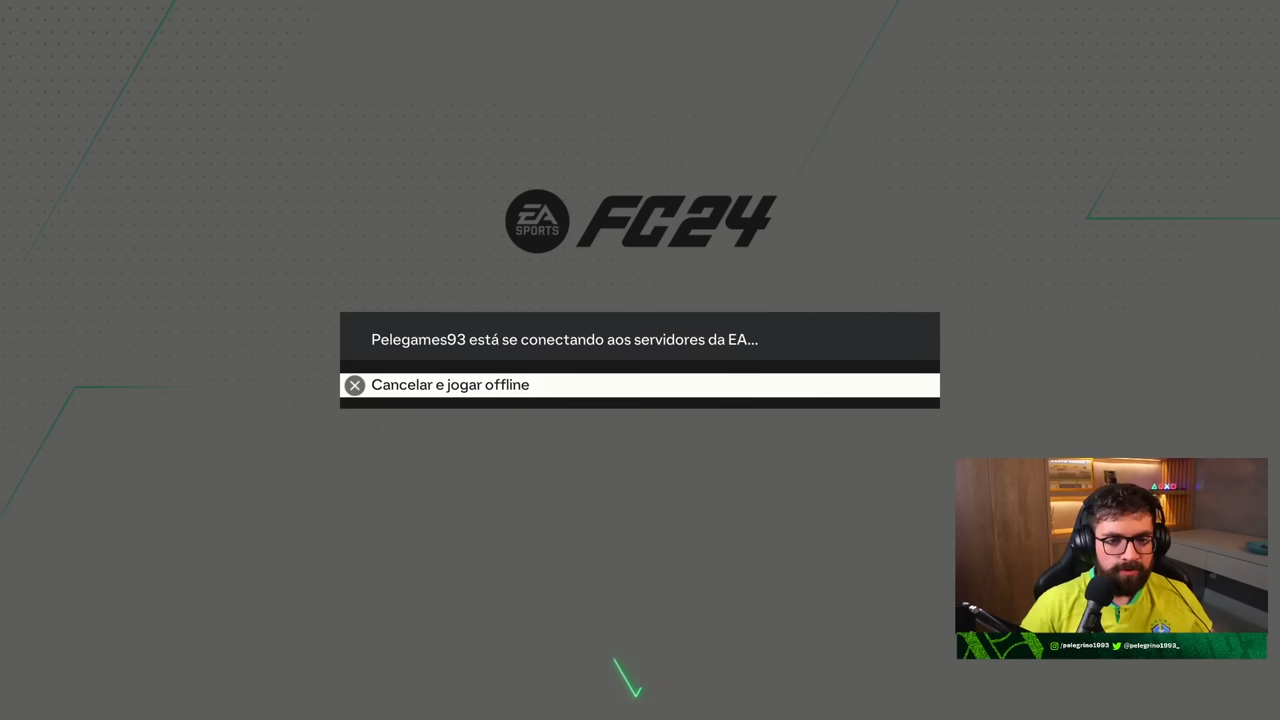 EA
SPORTS
FC24
Pelegames93 está se conectando aos servidores da EA...
Cancelar e jogar offline
/pelegrino1993 @pelegrino1993_